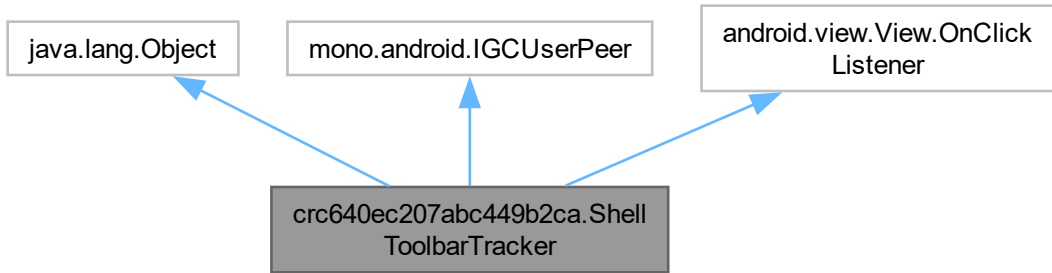 java.lang.Object
mono.android.IGCUserPeer
android.view.View.OnClick
Listener
crc640ec207abc449b2ca.Shell
ToolbarTracker